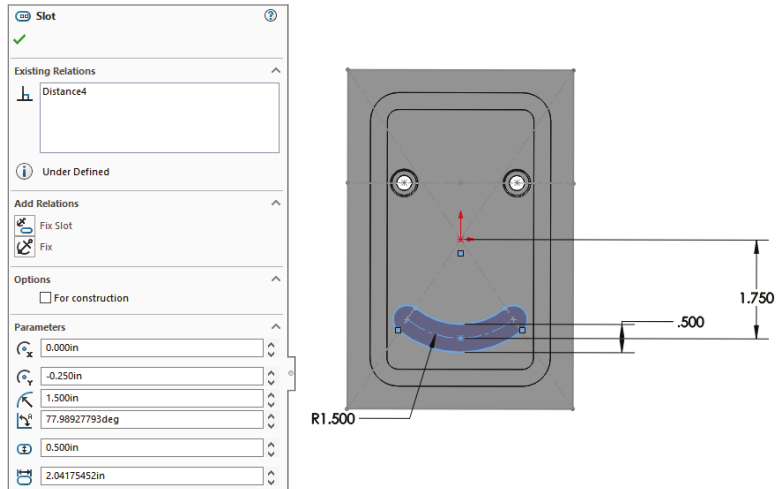 Slot
Existing Relations
Distance4
Under Defined
Add Relations
Fix Slot
Fix
Options
For construction
Parameters
0.000in
-0.250in
1.500in
77.98927793deg
0.500in
2.04175452in
1.750
.500
R1.500